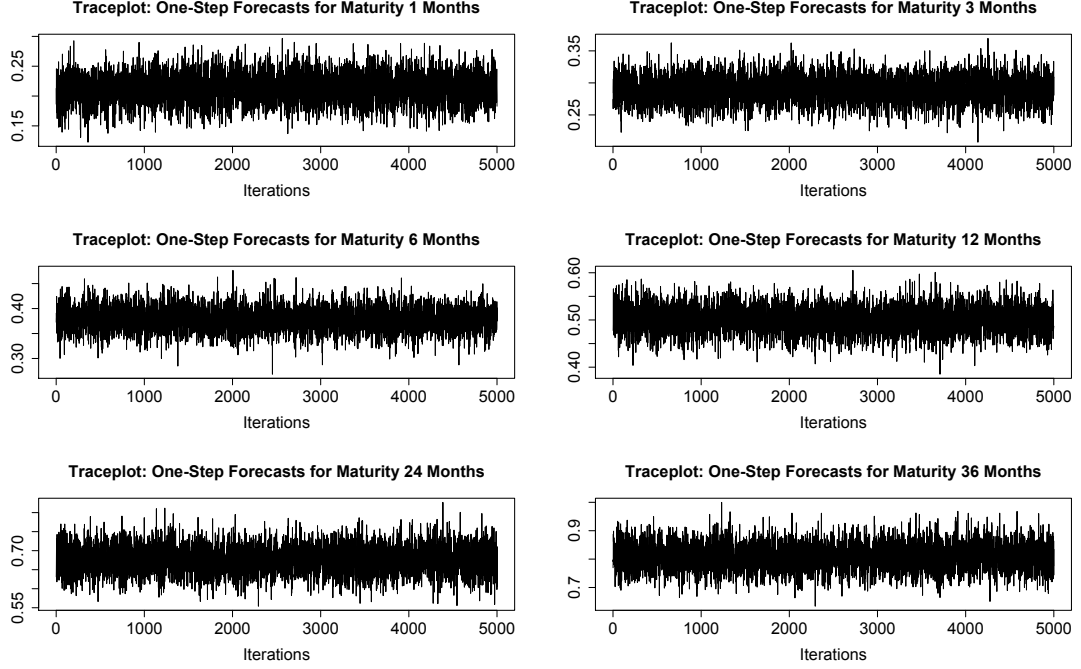 Traceplot: One-Step Forecasts for Maturity 1 Months
0.15 0.25
0 1000 2000 3000 4000 5000
Iterations
Traceplot: One-Step Forecasts for Maturity 3 Months
0.25 0.35
0 1000 2000 3000 4000 5000
Iterations
Traceplot: One-Step Forecasts for Maturity 6 Months
0.30 0.40
0 1000 2000 3000 4000 5000
Iterations
Traceplot: One-Step Forecasts for Maturity 12 Months
0.40 0.50 0.60
0 1000 2000 3000 4000 5000
Iterations
Traceplot: One-Step Forecasts for Maturity 24 Months
0.55 0.70
0 1000 2000 3000 4000 5000
Iterations
Traceplot: One-Step Forecasts for Maturity 36 Months
0.7 0.9
0 1000 2000 3000 4000 5000
Iterations